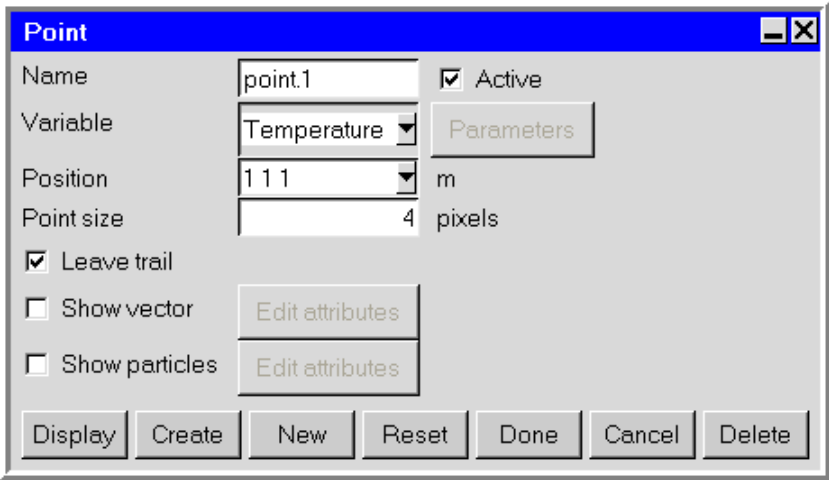 Point
Name point.1 Active
Variable Temperature Parameters
Position 1 1 1 m
Point size 4 pixels
Leave trail
Show vector Edit attributes
Show particles Edit attributes
Display Create New Reset Done Cancel Delete